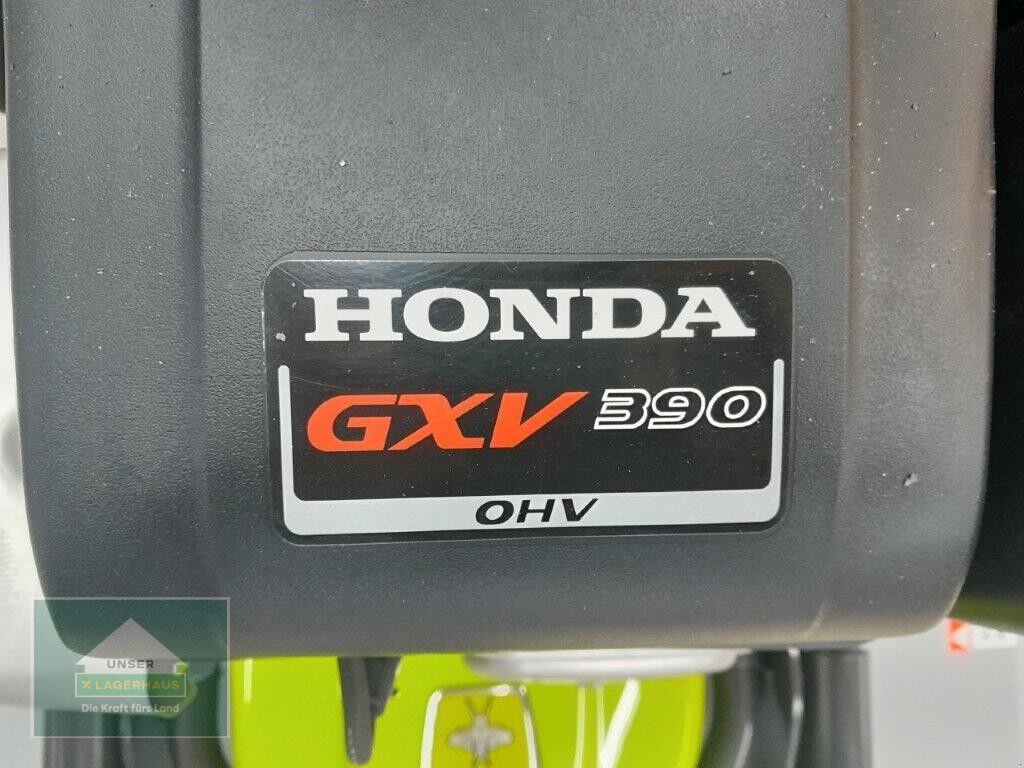 HONDA
GXV 390
OHV
UNSER
X LAGERHAUS
Die Kraft fürs Land